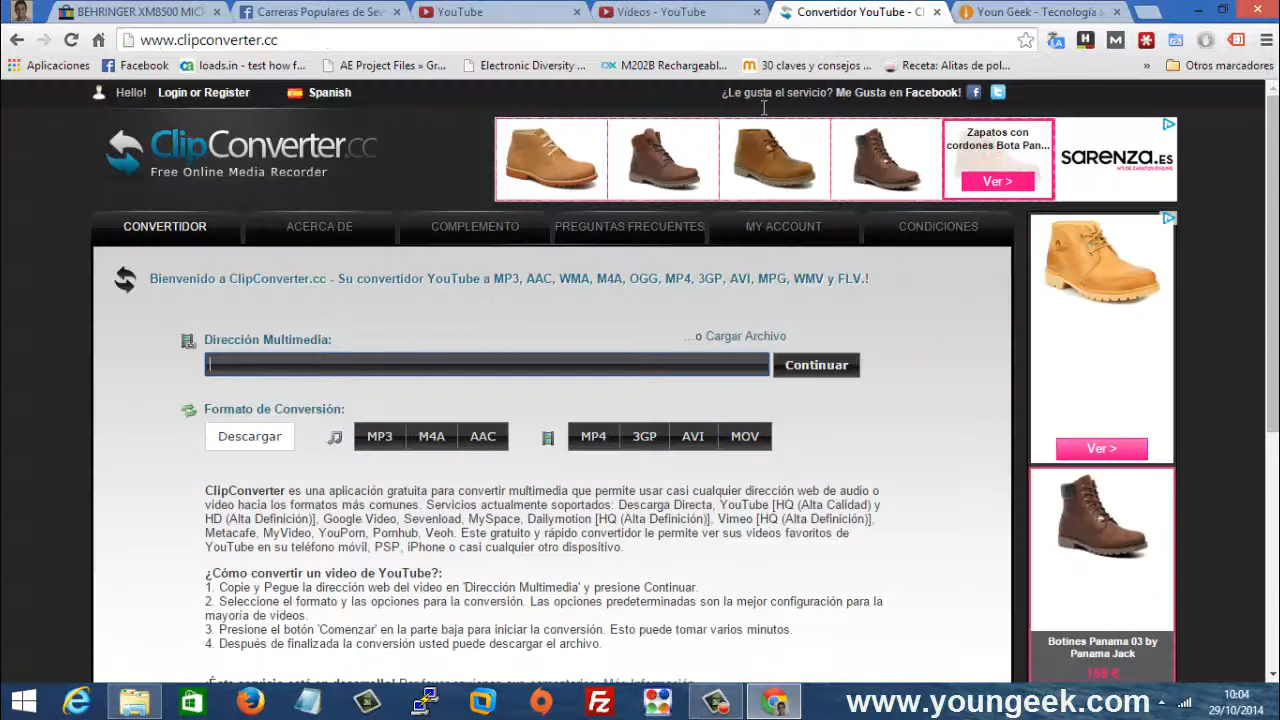 BEHRINGER XM8500 MIC
Carreras Populares de Sev
YouTube
Vídeos - YouTube
Convertidor YouTube - C
Youn Geek - Tecnología s
www.clipconverter.cc
Aplicaciones
Facebook
loads.in - test how f...
AE Project Files » Gr...
Electronic Diversity ...
M202B Rechargeabl...
30 claves y consejos ...
Receta: Alitas de pol...
»
Otros marcadores
Hello! Login or Register
Spanish
¿Le gusta el servicio? Me Gusta en Facebook!
ClipConverter.cc
Free Online Media Recorder
Zapatos con
cordones Bota Pan...
Ver >
SARENZA.ES
CONVERTIDOR
ACERCA DE
COMPLEMENTO
PREGUNTAS FRECUENTES
MY ACCOUNT
CONDICIONES
Bienvenido a ClipConverter.cc - Su convertidor YouTube a MP3, AAC, WMA, M4A, OGG, MP4, 3GP, AVI, MPG, WMV y FLV.!
Dirección Multimedia:
...o Cargar Archivo
Continuar
Formato de Conversión:
Descargar
MP3
M4A
AAC
MP4
3GP
AVI
MOV
ClipConverter es una aplicación gratuita para convertir multimedia que permite usar casi cualquier dirección web de audio o
video hacia los formatos más comunes. Servicios actualmente soportados: Descarga Directa, YouTube [HQ (Alta Calidad) y
HD (Alta Definición)], Google Video, Sevenload, MySpace, Dailymotion [HQ (Alta Definición)], Vimeo [HQ (Alta Definición)],
Metacafe, MyVideo, YouPorn, Pornhub, Veoh. Este gratuito y rápido convertidor le permite ver sus videos favoritos de
YouTube en su teléfono móvil, PSP, iPhone o casi cualquier otro dispositivo.
¿Cómo convertir un video de YouTube?:
1. Copie y Pegue la dirección web del video en 'Dirección Multimedia' y presione Continuar.
2. Seleccione el formato y las opciones para la conversión. Las opciones predeterminadas son la mejor configuración para la
mayoría de videos.
3. Presione el botón 'Comenzar' en la parte baja para iniciar la conversión. Esto puede tomar varios minutos.
4. Después de finalizada la conversión usted puede descargar el archivo.
Ver >
Botines Panama 03 by
Panama Jack
155 €
www.youngeek.com
10:04
29/10/2014